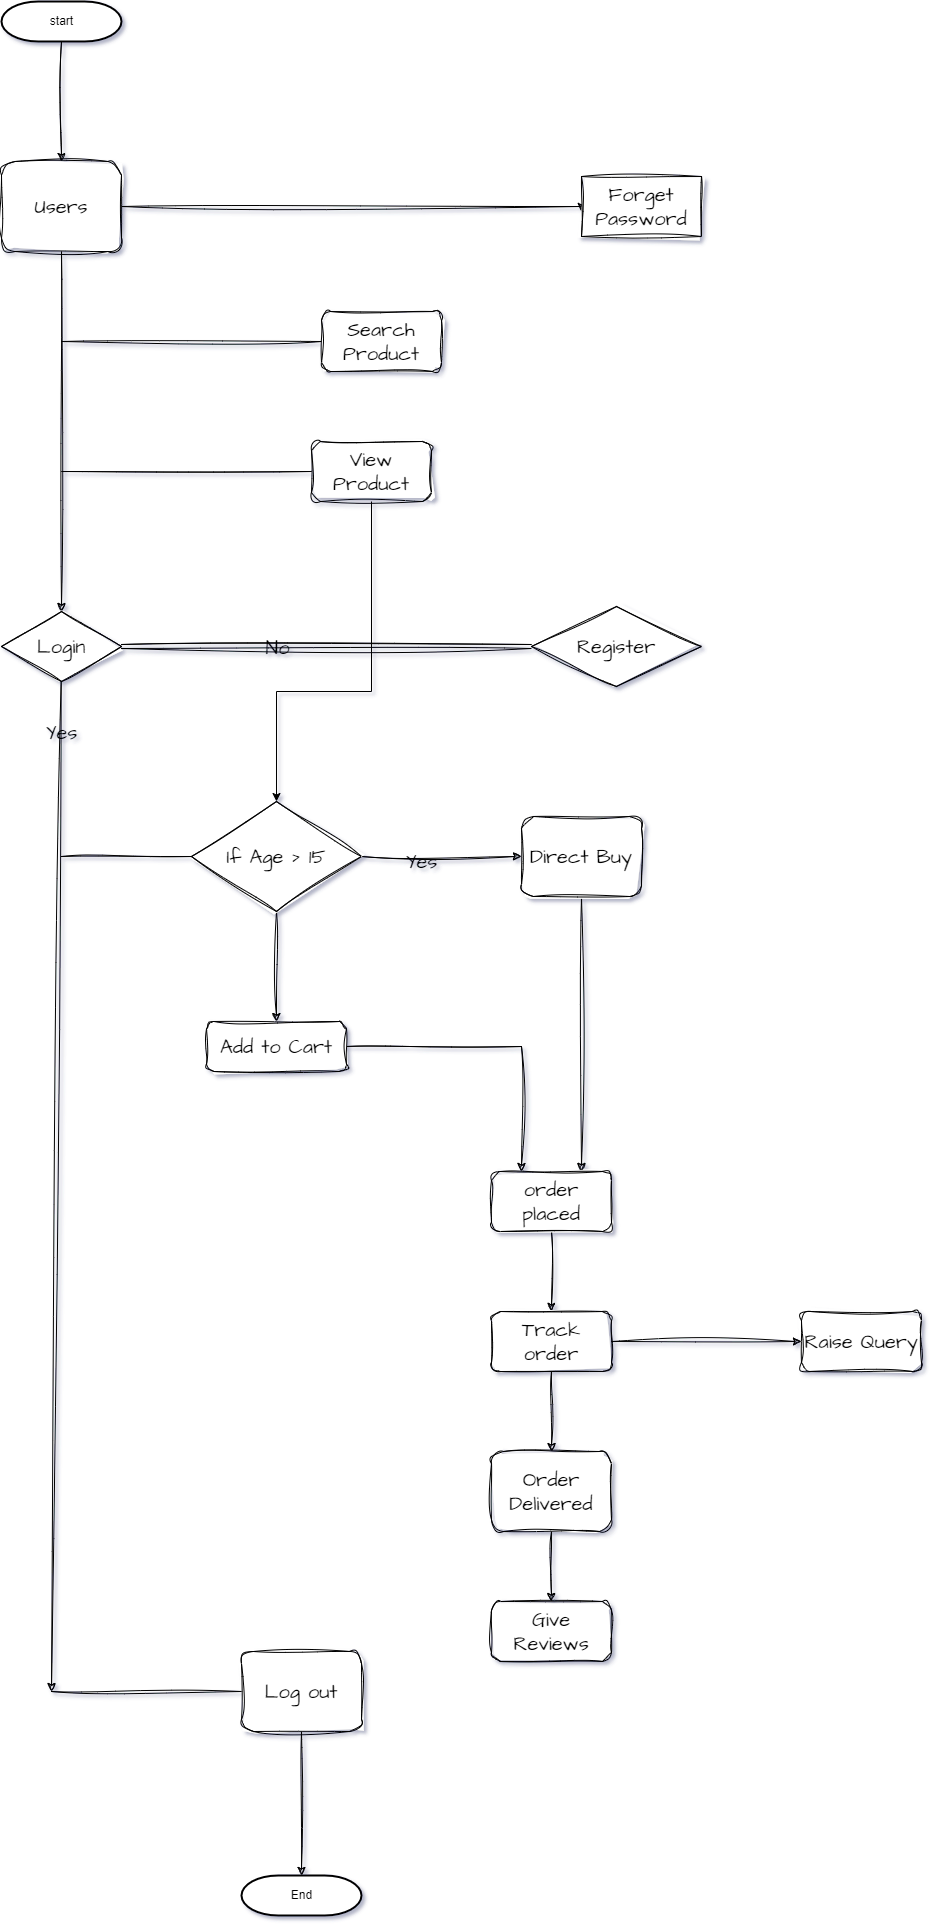 start
Users
Forget
Password
Search
Product
View
Product
Login
No
Register
Yes
If Age > 15
Yes
Direct Buy
Add to Cart
order
placed
Track
order
Raise Query
Order
Delivered
Give
Reviews
Log out
End